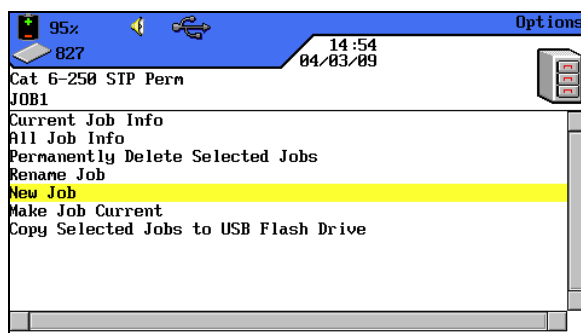 95% Options
827 14:54
04/03/09
Cat 6-250 STP Perm
JOB1
Current Job Info
All Job Info
Permanently Delete Selected Jobs
Rename Job
New Job
Make Job Current
Copy Selected Jobs to USB Flash Drive